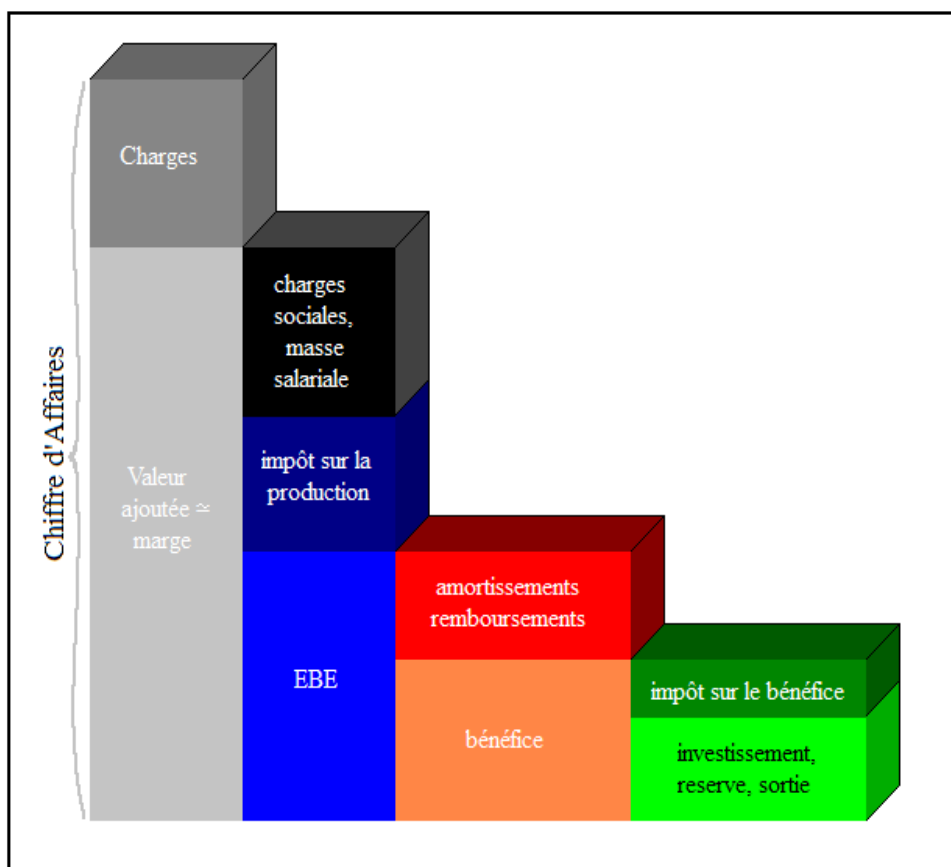 Chiffre d'Affaires
Charges
Valeur
ajoutée ≃
marge
charges
sociales,
masse
salariale
impôt sur la
production
EBE
amortissements
remboursements
bénéfice
impôt sur le bénéfice
investissement,
reserve, sortie